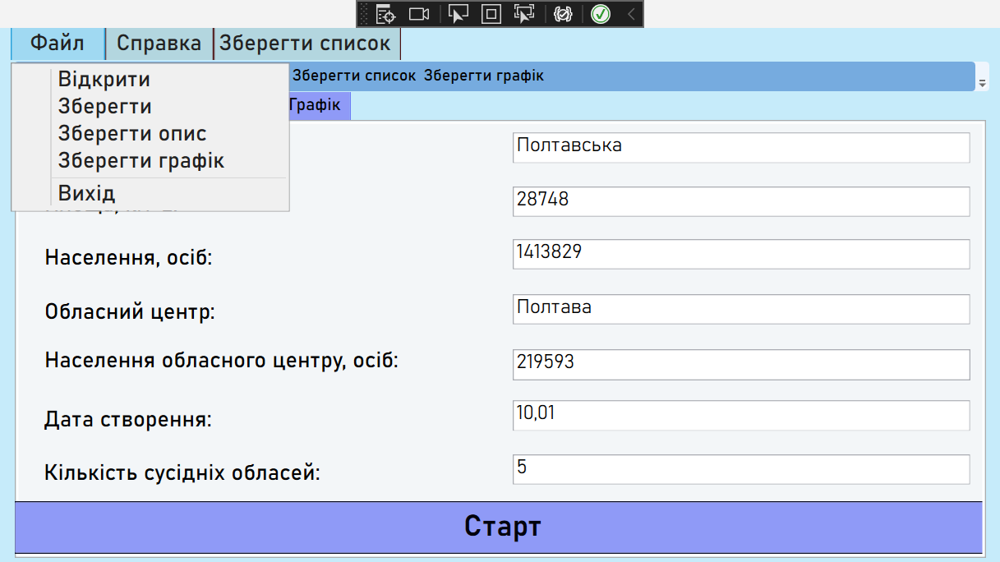 Файл Справка Зберегти список
Відкрити
Зберегти
Зберегти опис
Зберегти графік
Вихід
Зберегти список Зберегти графік
Графік
Полтавська
28748
Населення, осіб: 1413829
Обласний центр: Полтава
Населення обласного центру, осіб: 219593
Дата створення: 10,01
Кількість сусідніх обласей: 5
Старт